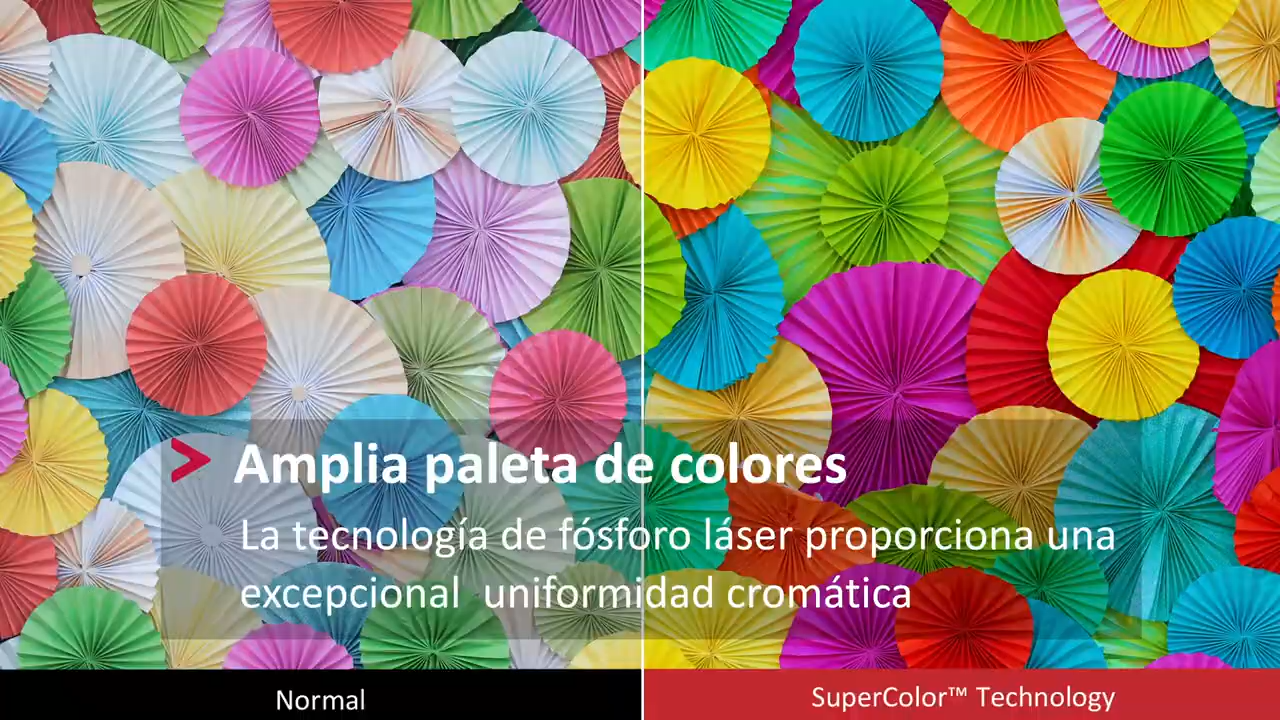 > Amplia paleta de colores
La tecnología de fósforo láser proporciona una
excepcional  uniformidad cromática
Normal
SuperColor™ Technology